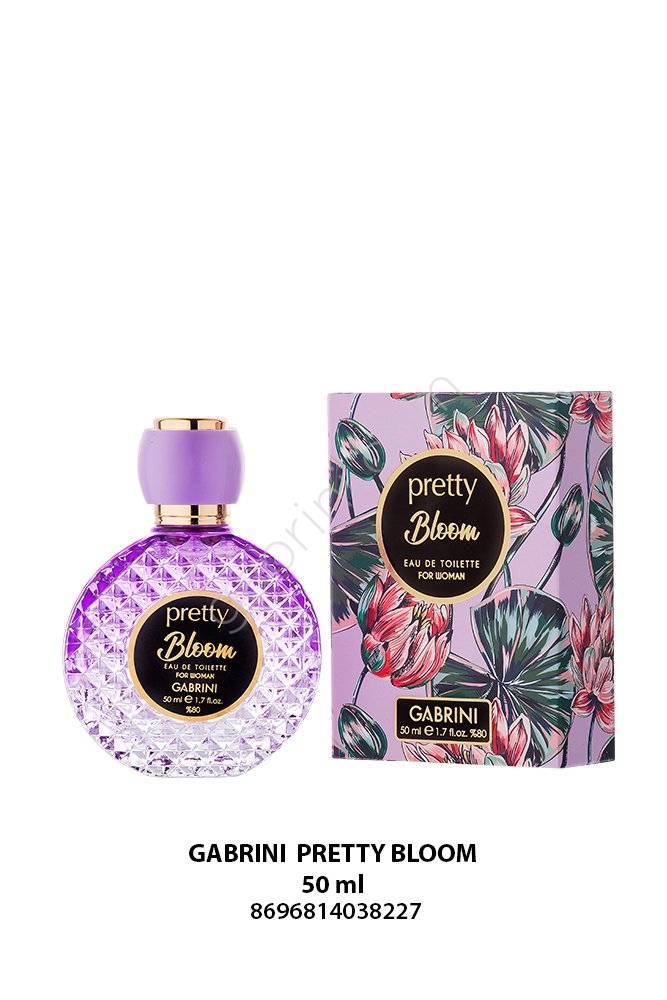 pretty
Bloom
EAU DE TOILETTE
FOR WOMAN
GABRINI
50 ml e 1.7 fl.oz.
%80
pretty
Bloom
EAU DE TOILETTE
FOR WOMAN
GABRINI
50 ml e 1.7 fl.oz. %80
GABRINI PRETTY BLOOM
50 ml
8696814038227